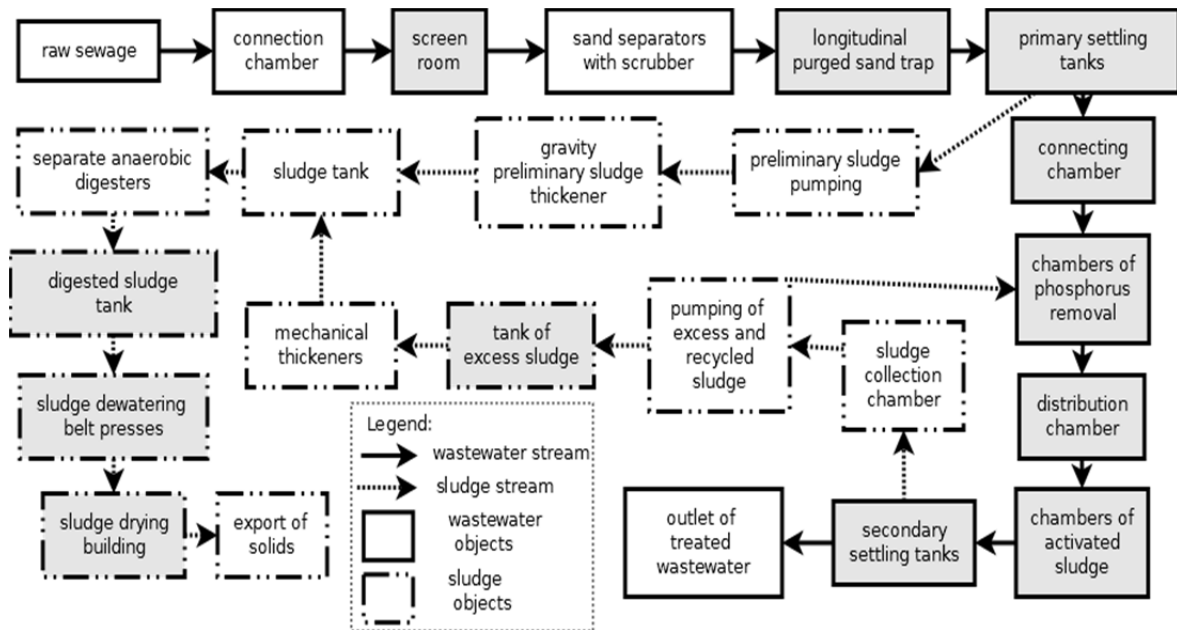 raw sewage
connection
chamber
screen
room
sand separators
with scrubber
longitudinal
purged sand trap
primary settling
tanks
separate anaerobic
digesters
sludge tank
gravity
preliminary sludge
thickener
preliminary sludge
pumping
connecting
chamber
digested sludge
tank
mechanical
thickeners
tank of
excess sludge
pumping of
excess and
recycled
sludge
sludge
collection
chamber
chambers of
phosphorus
removal
sludge dewatering
belt presses
distribution
chamber
sludge drying
building
export of
solids
Legend:
wastewater stream
sludge stream
wastewater
objects
sludge
objects
outlet of
treated
wastewater
secondary
settling tanks
chambers of
activated
sludge